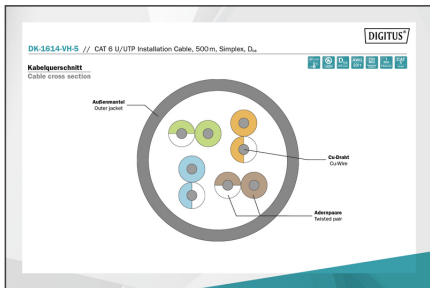 DIGITUS®
DK-1614-VH-5 // CAT 6 U/UTP Installation Cable, 500 m, Simplex, Dca
Kabelquerschnitt
Cable cross section
Außenmantel
Outer jacket
Cu-Draht
Cu-Wire
Adernpaare
Twisted pair